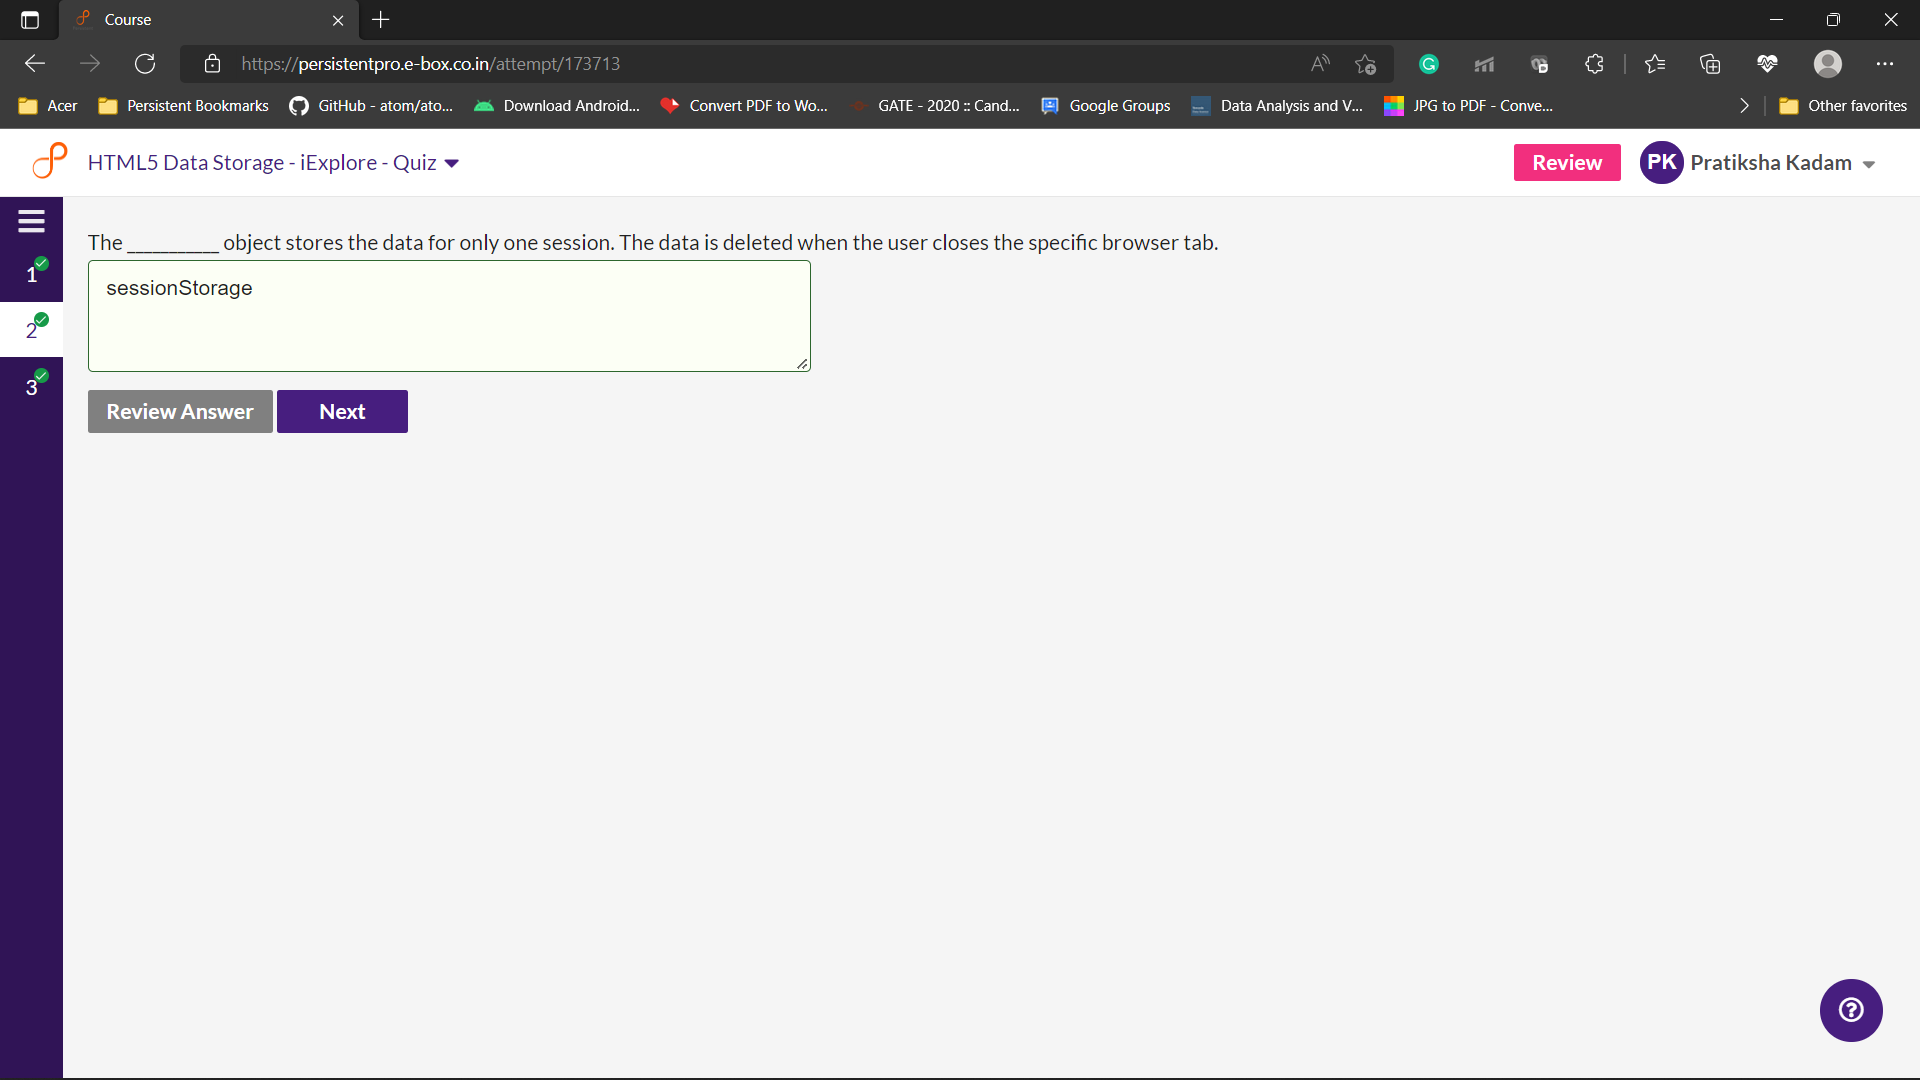 Course
https://persistentpro.e-box.co.in/attempt/173713
Acer
Persistent Bookmarks
GitHub - atom/ato...
Download Android...
Convert PDF to Wo...
GATE - 2020 :: Cand...
Google Groups
Data Analysis and V...
JPG to PDF - Conve...
Other favorites
HTML5 Data Storage - iExplore - Quiz
Review
PK
Pratiksha Kadam
1
2
3
The ___________ object stores the data for only one session. The data is deleted when the user closes the specific browser tab.
sessionStorage
Review Answer
Next